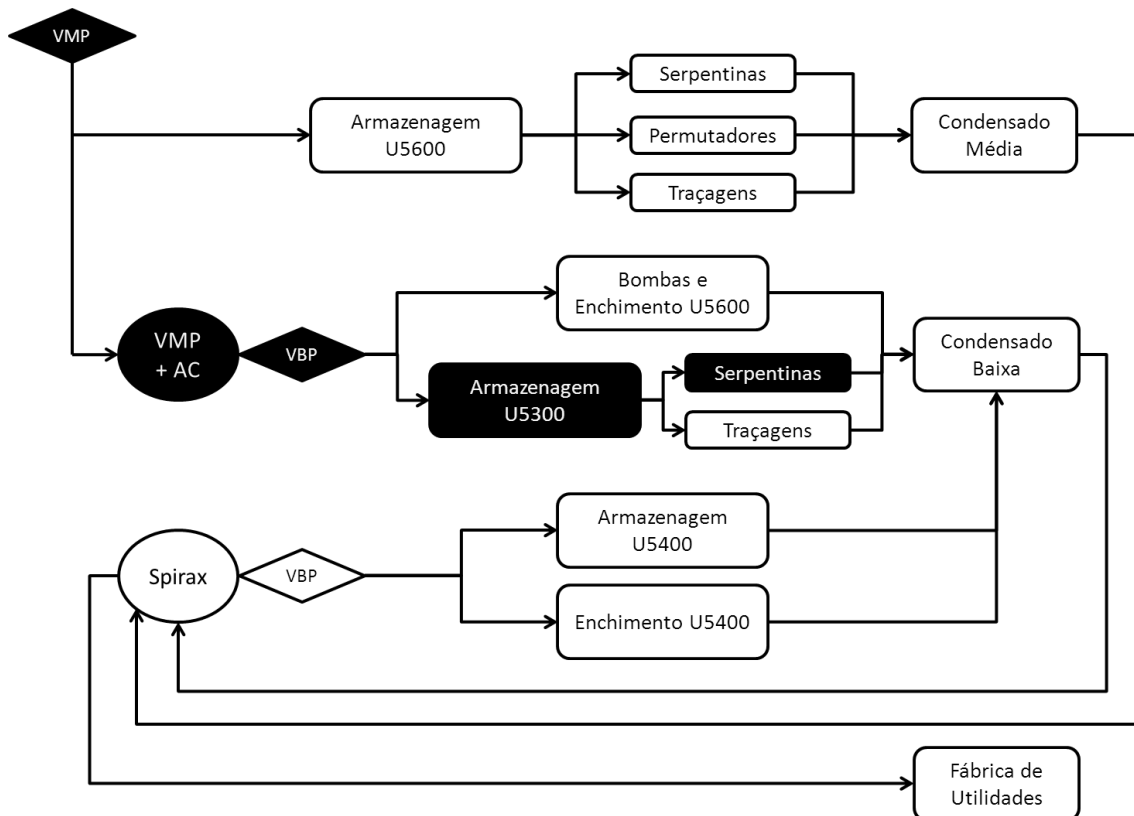 VMP
Serpentinas
Armazenagem
U5600
Permutadores
Condensado
Média
Traçagens
Bombas e
Enchimento U5600
VMP
+ AC
VBP
Condensado
Baixa
Armazenagem
U5300
Serpentinas
Traçagens
Armazenagem
U5400
Spirax
VBP
Enchimento U5400
Fábrica de
Utilidades